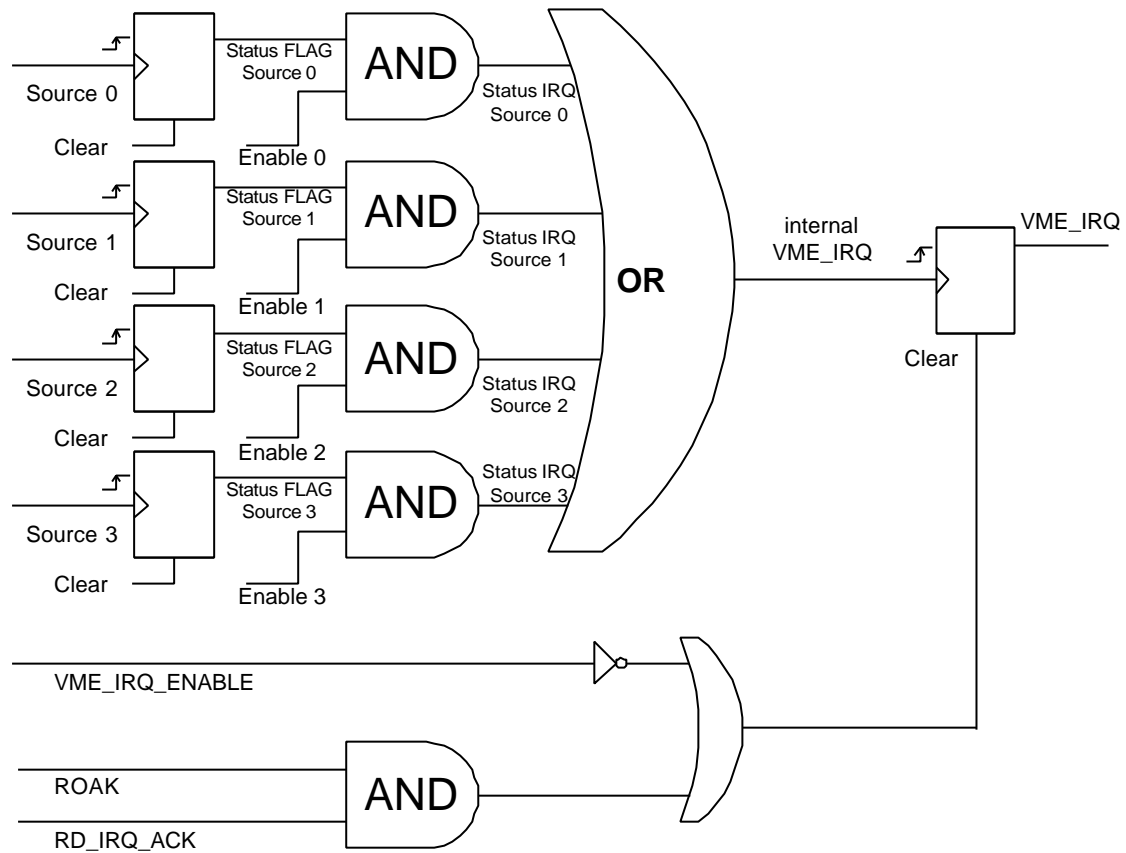 Status FLAG
Source 0
AND
Source 0
Status IRQ
Source 0
Clear
Enable 0
Status FLAG
Source 1
AND
Source 1
Status IRQ
Source 1
Clear
Enable 1
internal
VME_IRQ
VME_IRQ
OR
Status FLAG
Source 2
AND
Source 2
Status IRQ
Source 2
Clear
Clear
Enable 2
Status FLAG
Source 3
AND
Status IRQ
Source 3
Source 3
Clear
Enable 3
VME_IRQ_ENABLE
ROAK
AND
RD_IRQ_ACK